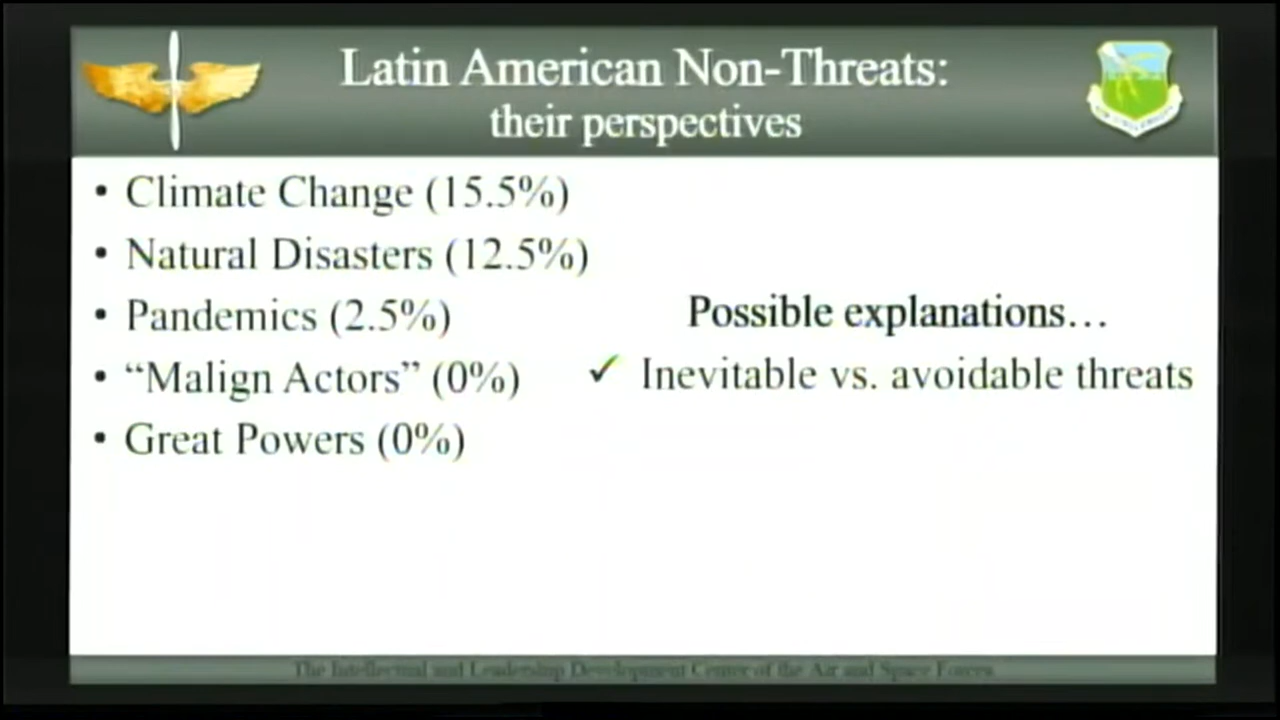 Latin American Non-Threats:
their perspectives
• Climate Change (15.5%)
• Natural Disasters (12.5%)
• Pandemics (2.5%)
• “Malign Actors” (0%)
• Great Powers (0%)
Possible explanations…
✓ Inevitable vs. avoidable threats
The Intellectual and Leadership Development Center of the Air and Space Forces